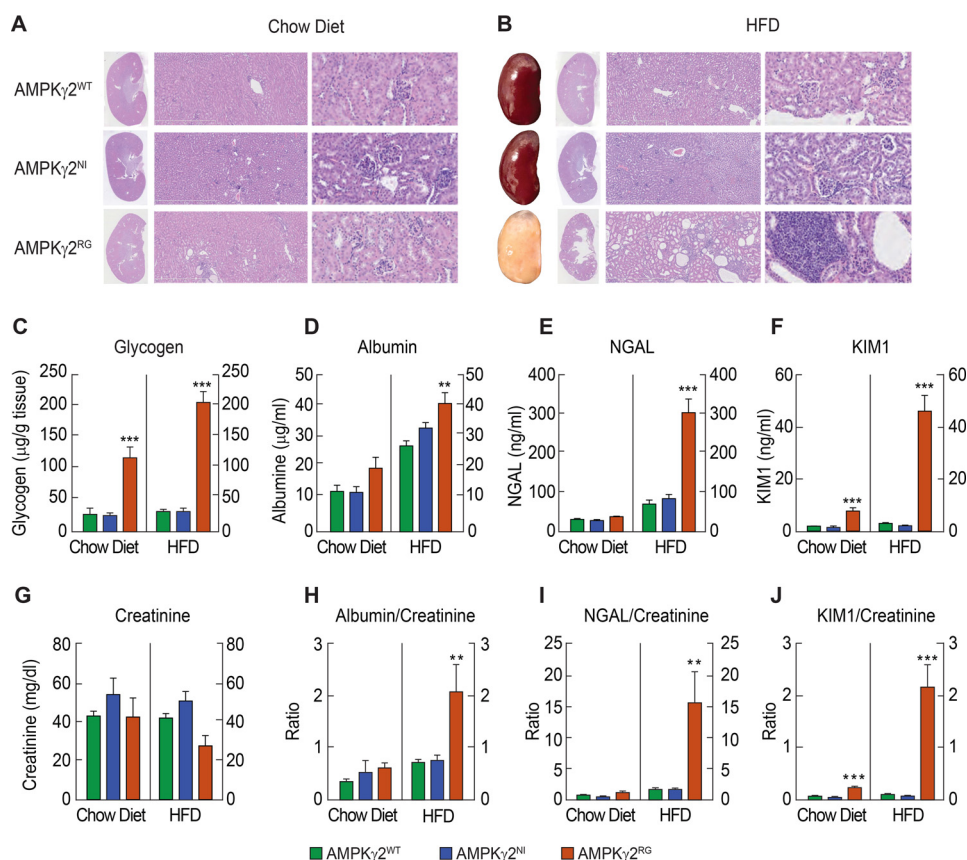 A Chow Diet B HFD
AMPKγ2WT
AMPKγ2NI
AMPKγ2RG
C D E F
Glycogen Albumin NGAL KIM1
Glycogen (μg/g tissue)
250 200 150 100 50 0
***
***
250 200 150 100 50 0
Chow Diet HFD
Albumine (μg/ml)
50 40 30 20 10 0
**
50 40 30 20 10 0
Chow Diet HFD
NGAL (ng/ml)
400 300 200 100 0
***
400 300 200 100 0
Chow Diet HFD
KIM1 (ng/ml)
60 40 20 0
***
***
60 50 40 30 20 10 0
Chow Diet HFD
G H I J
Creatinine Albumin/Creatinine NGAL/Creatinine KIM1/Creatinine
Creatinine (mg/dl)
80 60 40 20 0
80 60 40 20 0
Chow Diet HFD
Ratio
3 2 1 0
**
3 2 1 0
Chow Diet HFD
Ratio
25 20 15 10 5 0
**
25 20 15 10 5 0
Chow Diet HFD
Ratio
3 2 1 0
***
***
3 2 1 0
Chow Diet HFD
AMPKγ2WT AMPKγ2NI AMPKγ2RG